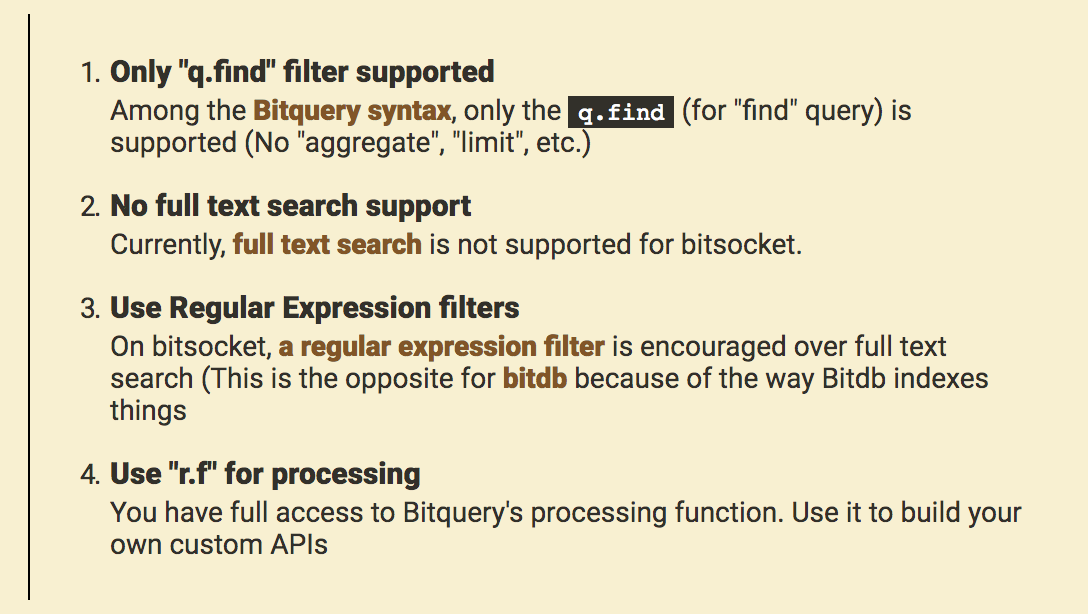 1. Only "q.find" filter supported
Among the Bitquery syntax, only the q.find (for "find" query) is
supported (No "aggregate", "limit", etc.)
2. No full text search support
Currently, full text search is not supported for bitsocket.
3. Use Regular Expression filters
On bitsocket, a regular expression filter is encouraged over full text
search (This is the opposite for bitdb because of the way Bitdb indexes
things
4. Use "r.f" for processing
You have full access to Bitquery's processing function. Use it to build your
own custom APIs